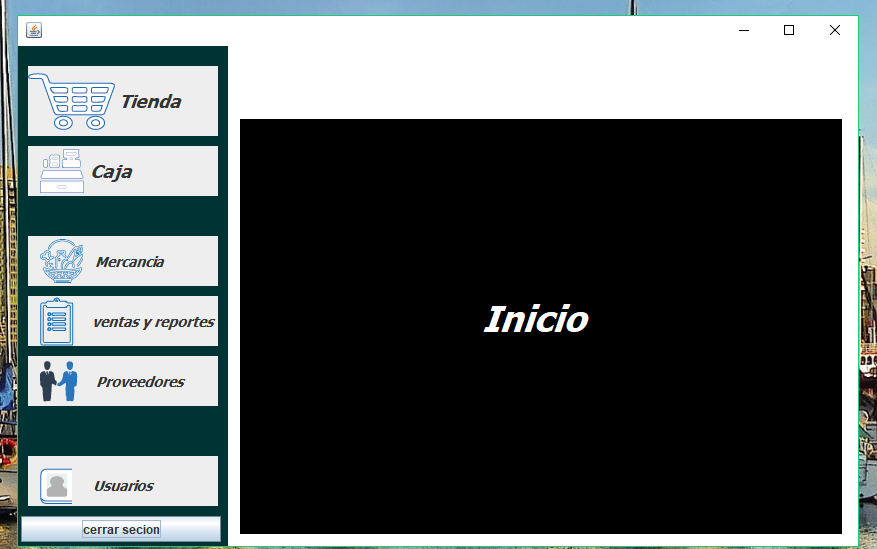 Tienda
Caja
Mercancia
ventas y reportes
Proveedores
Usuarios
cerrar secion
Inicio